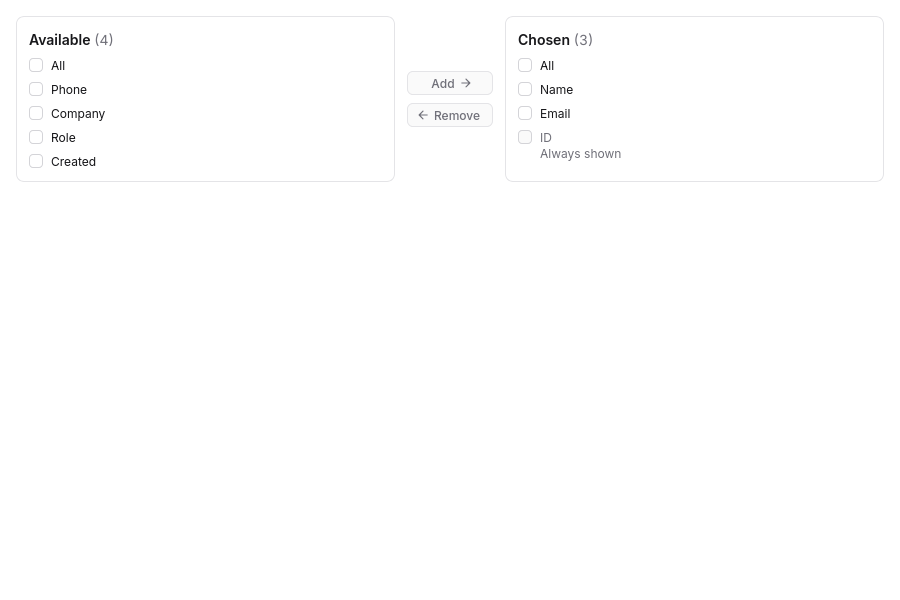 Available (4)
All
Phone
Company
Role
Created
Add →
← Remove
Chosen (3)
All
Name
Email
ID
Always shown